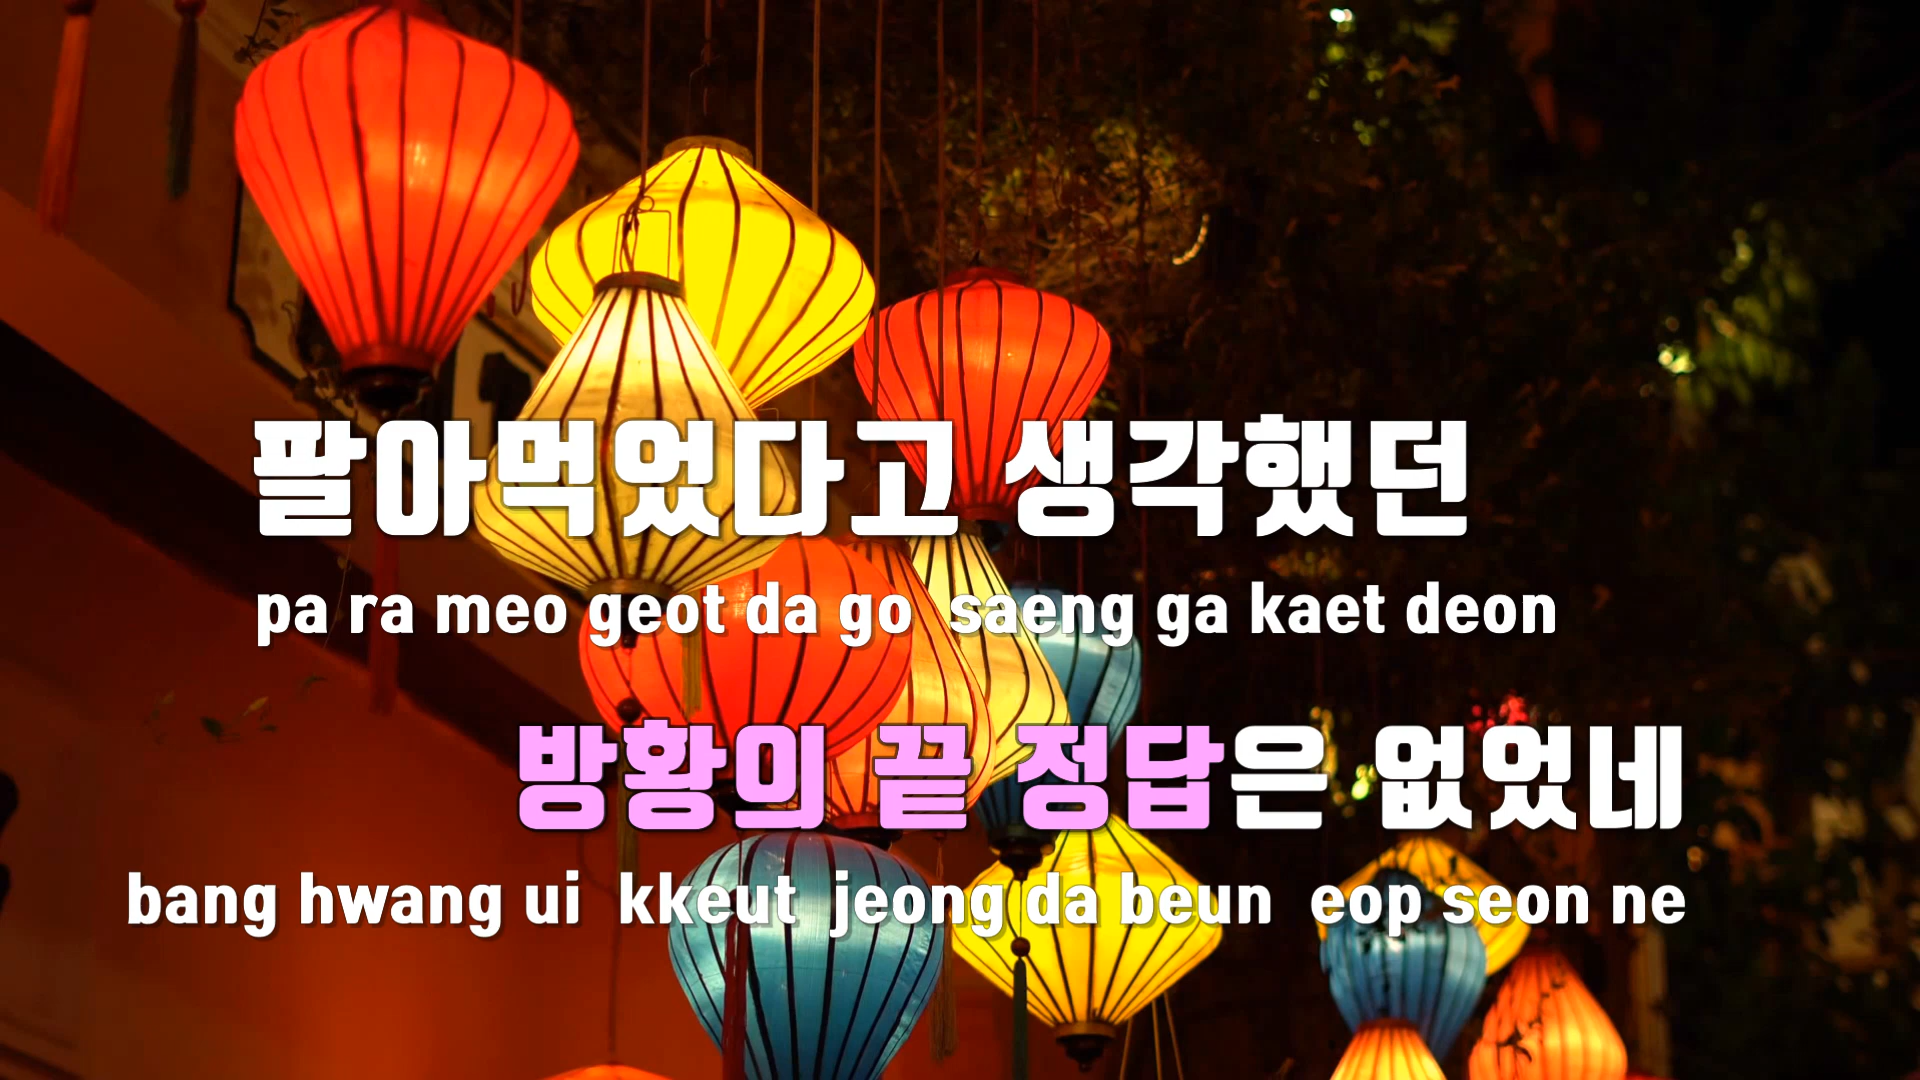 팔아먹었다고 생각했던
pa ra meo geot da go saeng ga kaet deon
방황의 끝 정답은 없었네
bang hwang ui kkeut jeong da beun eop seon ne